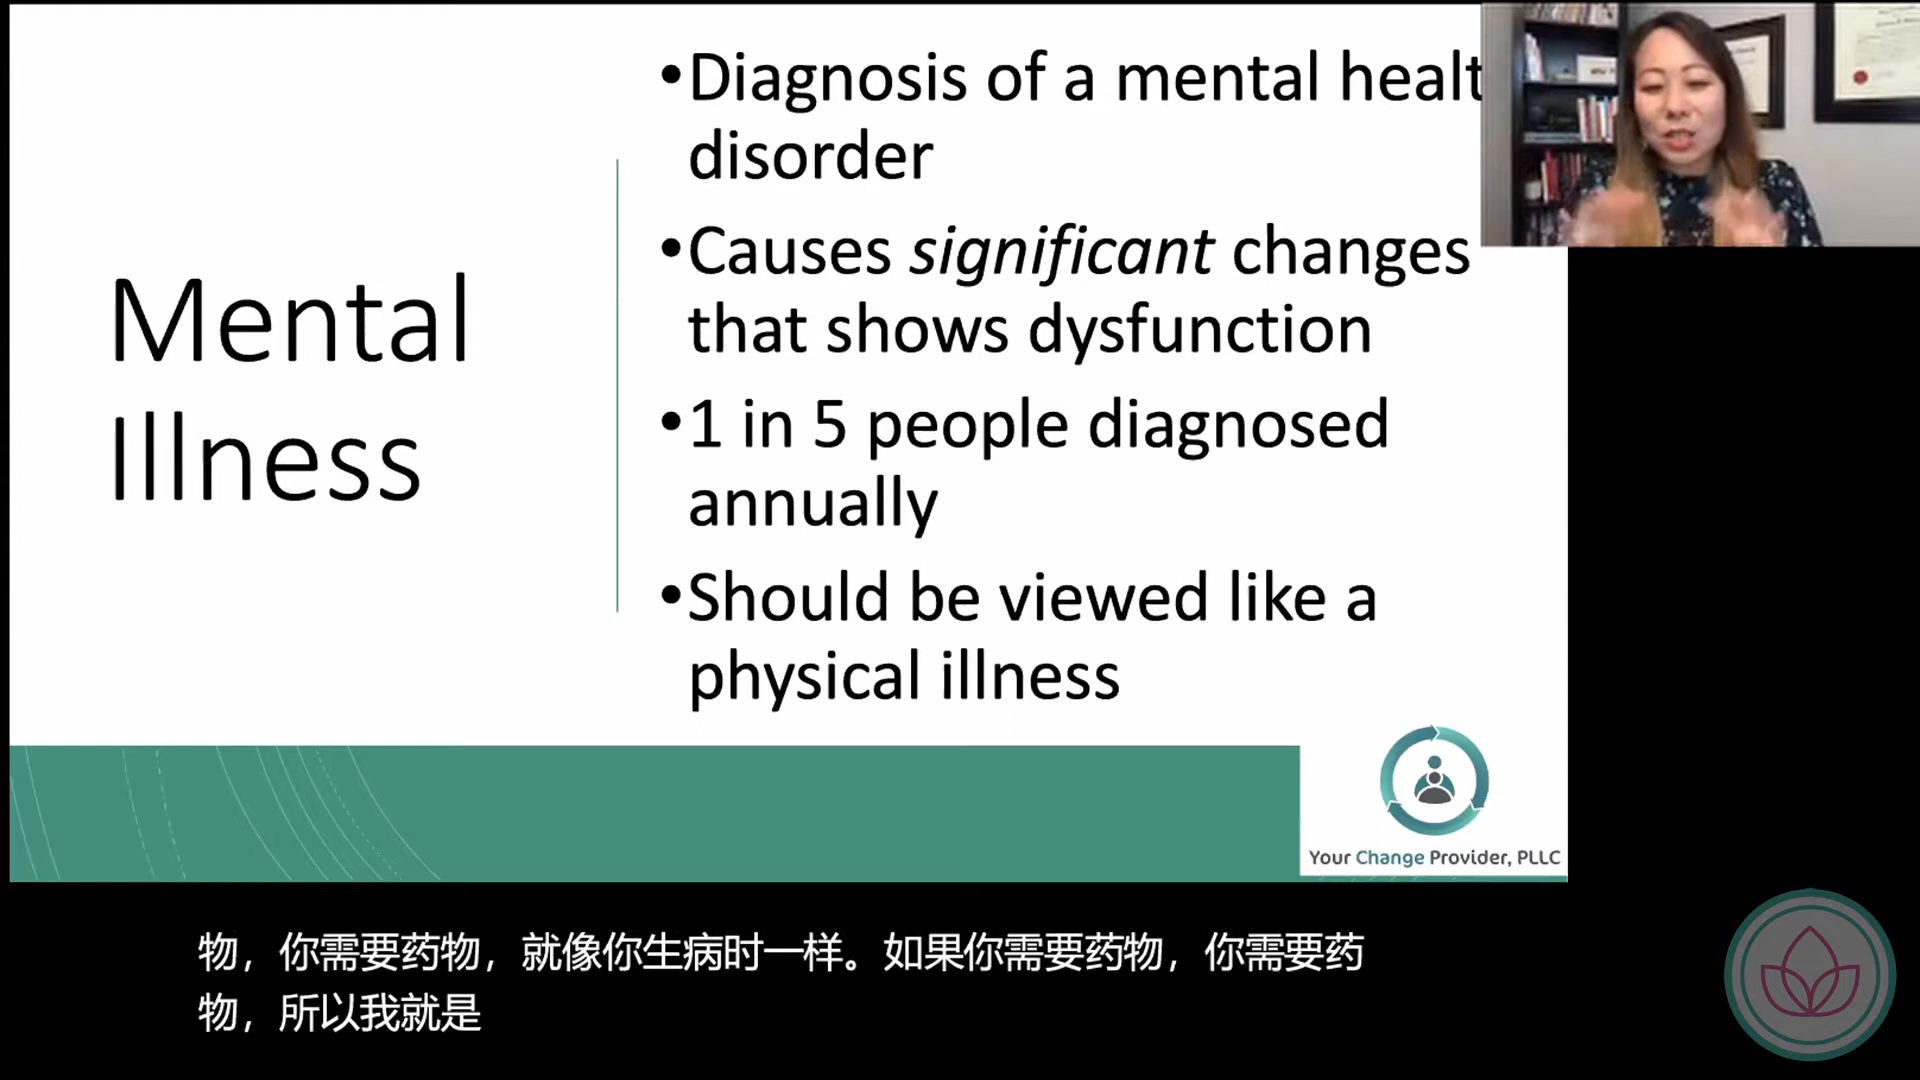 Mental
Illness
•Diagnosis of a mental healt
disorder
•Causes significant changes
that shows dysfunction
•1 in 5 people diagnosed
annually
•Should be viewed like a
physical illness
Your Change Provider, PLLC
物，你需要药物，就像你生病时一样。如果你需要药物，你需要药
物，所以我就是